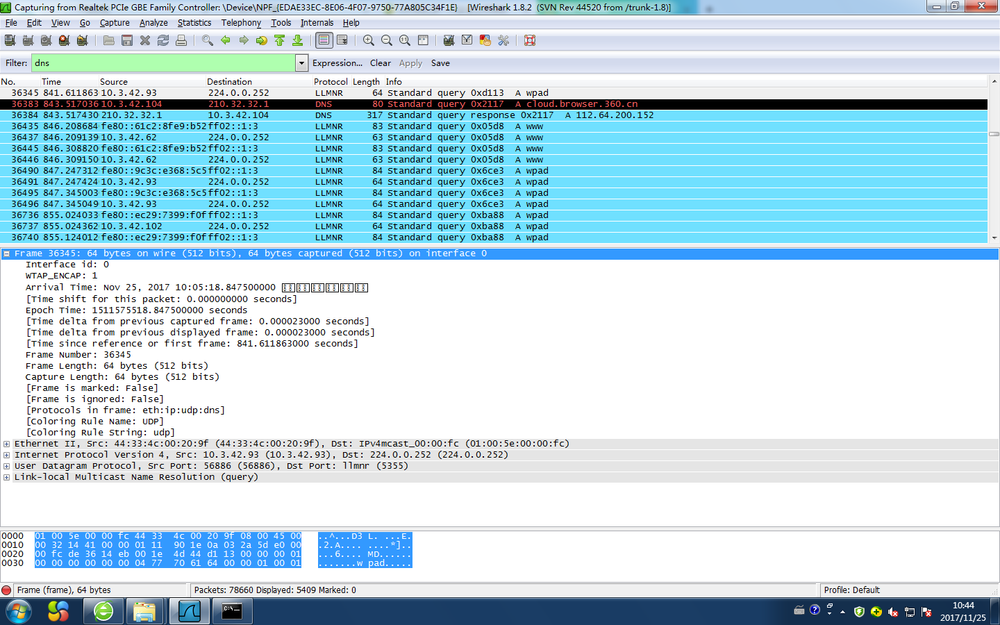 Capturing from Realtek PCIe GBE Family Controller: \Device\NPF_{EDAE33EC-8E06-4F07-9750-77A805C34F1E} [Wireshark 1.8.2 (SVN Rev 44520 from /trunk-1.8)]
File Edit View Go Capture Analyze Statistics Telephony Tools Internals Help
Filter: dns Expression... Clear Apply Save
No. Time Source Destination Protocol Length Info
36345 841.611863 10.3.42.93 224.0.0.252 LLMNR 64 Standard query 0xd113 A wpad
36383 843.517036 10.3.42.104 210.32.32.1 DNS 80 Standard query 0x2117 A cloud.browser.360.cn
36384 843.517430 210.32.32.1 10.3.42.104 DNS 317 Standard query response 0x2117 A 112.64.200.152
36435 846.208684 fe80::61c2:8fe9:b52 ff02::1:3 LLMNR 83 Standard query 0x05d8 A www
36437 846.209139 10.3.42.62 224.0.0.252 LLMNR 63 Standard query 0x05d8 A www
36445 846.308820 fe80::61c2:8fe9:b52 ff02::1:3 LLMNR 83 Standard query 0x05d8 A www
36446 846.309150 10.3.42.62 224.0.0.252 LLMNR 63 Standard query 0x05d8 A www
36490 847.247312 fe80::9c3c:e368:5c5 ff02::1:3 LLMNR 84 Standard query 0x6ce3 A wpad
36491 847.247424 10.3.42.93 224.0.0.252 LLMNR 64 Standard query 0x6ce3 A wpad
36495 847.345003 fe80::9c3c:e368:5c5 ff02::1:3 LLMNR 84 Standard query 0x6ce3 A wpad
36496 847.345049 10.3.42.93 224.0.0.252 LLMNR 64 Standard query 0x6ce3 A wpad
36736 855.024033 fe80::ec29:7399:f0f ff02::1:3 LLMNR 84 Standard query 0xba88 A wpad
36737 855.024362 10.3.42.102 224.0.0.252 LLMNR 64 Standard query 0xba88 A wpad
36740 855.124012 fe80::ec29:7399:f0f ff02::1:3 LLMNR 84 Standard query 0xba88 A wpad
Frame 36345: 64 bytes on wire (512 bits), 64 bytes captured (512 bits) on interface 0
Interface id: 0
WTAP_ENCAP: 1
Arrival Time: Nov 25, 2017 10:05:18.847500000
[Time shift for this packet: 0.000000000 seconds]
Epoch Time: 1511575518.847500000 seconds
[Time delta from previous captured frame: 0.000023000 seconds]
[Time delta from previous displayed frame: 0.000023000 seconds]
[Time since reference or first frame: 841.611863000 seconds]
Frame Number: 36345
Frame Length: 64 bytes (512 bits)
Capture Length: 64 bytes (512 bits)
[Frame is marked: False]
[Frame is ignored: False]
[Protocols in frame: eth:ip:udp:dns]
[Coloring Rule Name: UDP]
[Coloring Rule String: udp]
Ethernet II, Src: 44:33:4c:00:20:9f (44:33:4c:00:20:9f), Dst: IPv4mcast_00:00:fc (01:00:5e:00:00:fc)
Internet Protocol Version 4, Src: 10.3.42.93 (10.3.42.93), Dst: 224.0.0.252 (224.0.0.252)
User Datagram Protocol, Src Port: 56886 (56886), Dst Port: llmnr (5355)
Link-local Multicast Name Resolution (query)
0000 01 00 5e 00 00 fc 44 33 4c 00 20 9f 08 00 45 00 ..^...D3 L. ...E.
0010 00 32 14 41 00 00 01 11 90 1e 0a 03 2a 5d e0 00 .2.A.... ....*]..
0020 00 fc de 36 14 eb 00 1e 4d 44 d1 13 00 00 00 01 ...6.... MD......
0030 00 00 00 00 00 00 04 77 70 61 64 00 00 01 00 01 .......w pad.....
Frame (frame), 64 bytes Packets: 78660 Displayed: 5409 Marked: 0 Profile: Default
C:\
10:44
2017/11/25